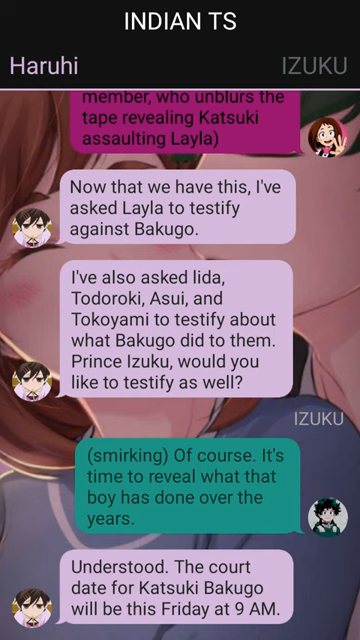 INDIAN TS
Haruhi
IZUKU
member, who unblurs the
tape revealing Katsuki
assaulting Layla)
Now that we have this, I've
asked Layla to testify
against Bakugo.
I've also asked Iida,
Todoroki, Asui, and
Tokoyami to testify about
what Bakugo did to them.
Prince Izuku, would you
like to testify as well?
IZUKU
(smirking) Of course. It's
time to reveal what that
boy has done over the
years.
Understood. The court
date for Katsuki Bakugo
will be this Friday at 9 AM.